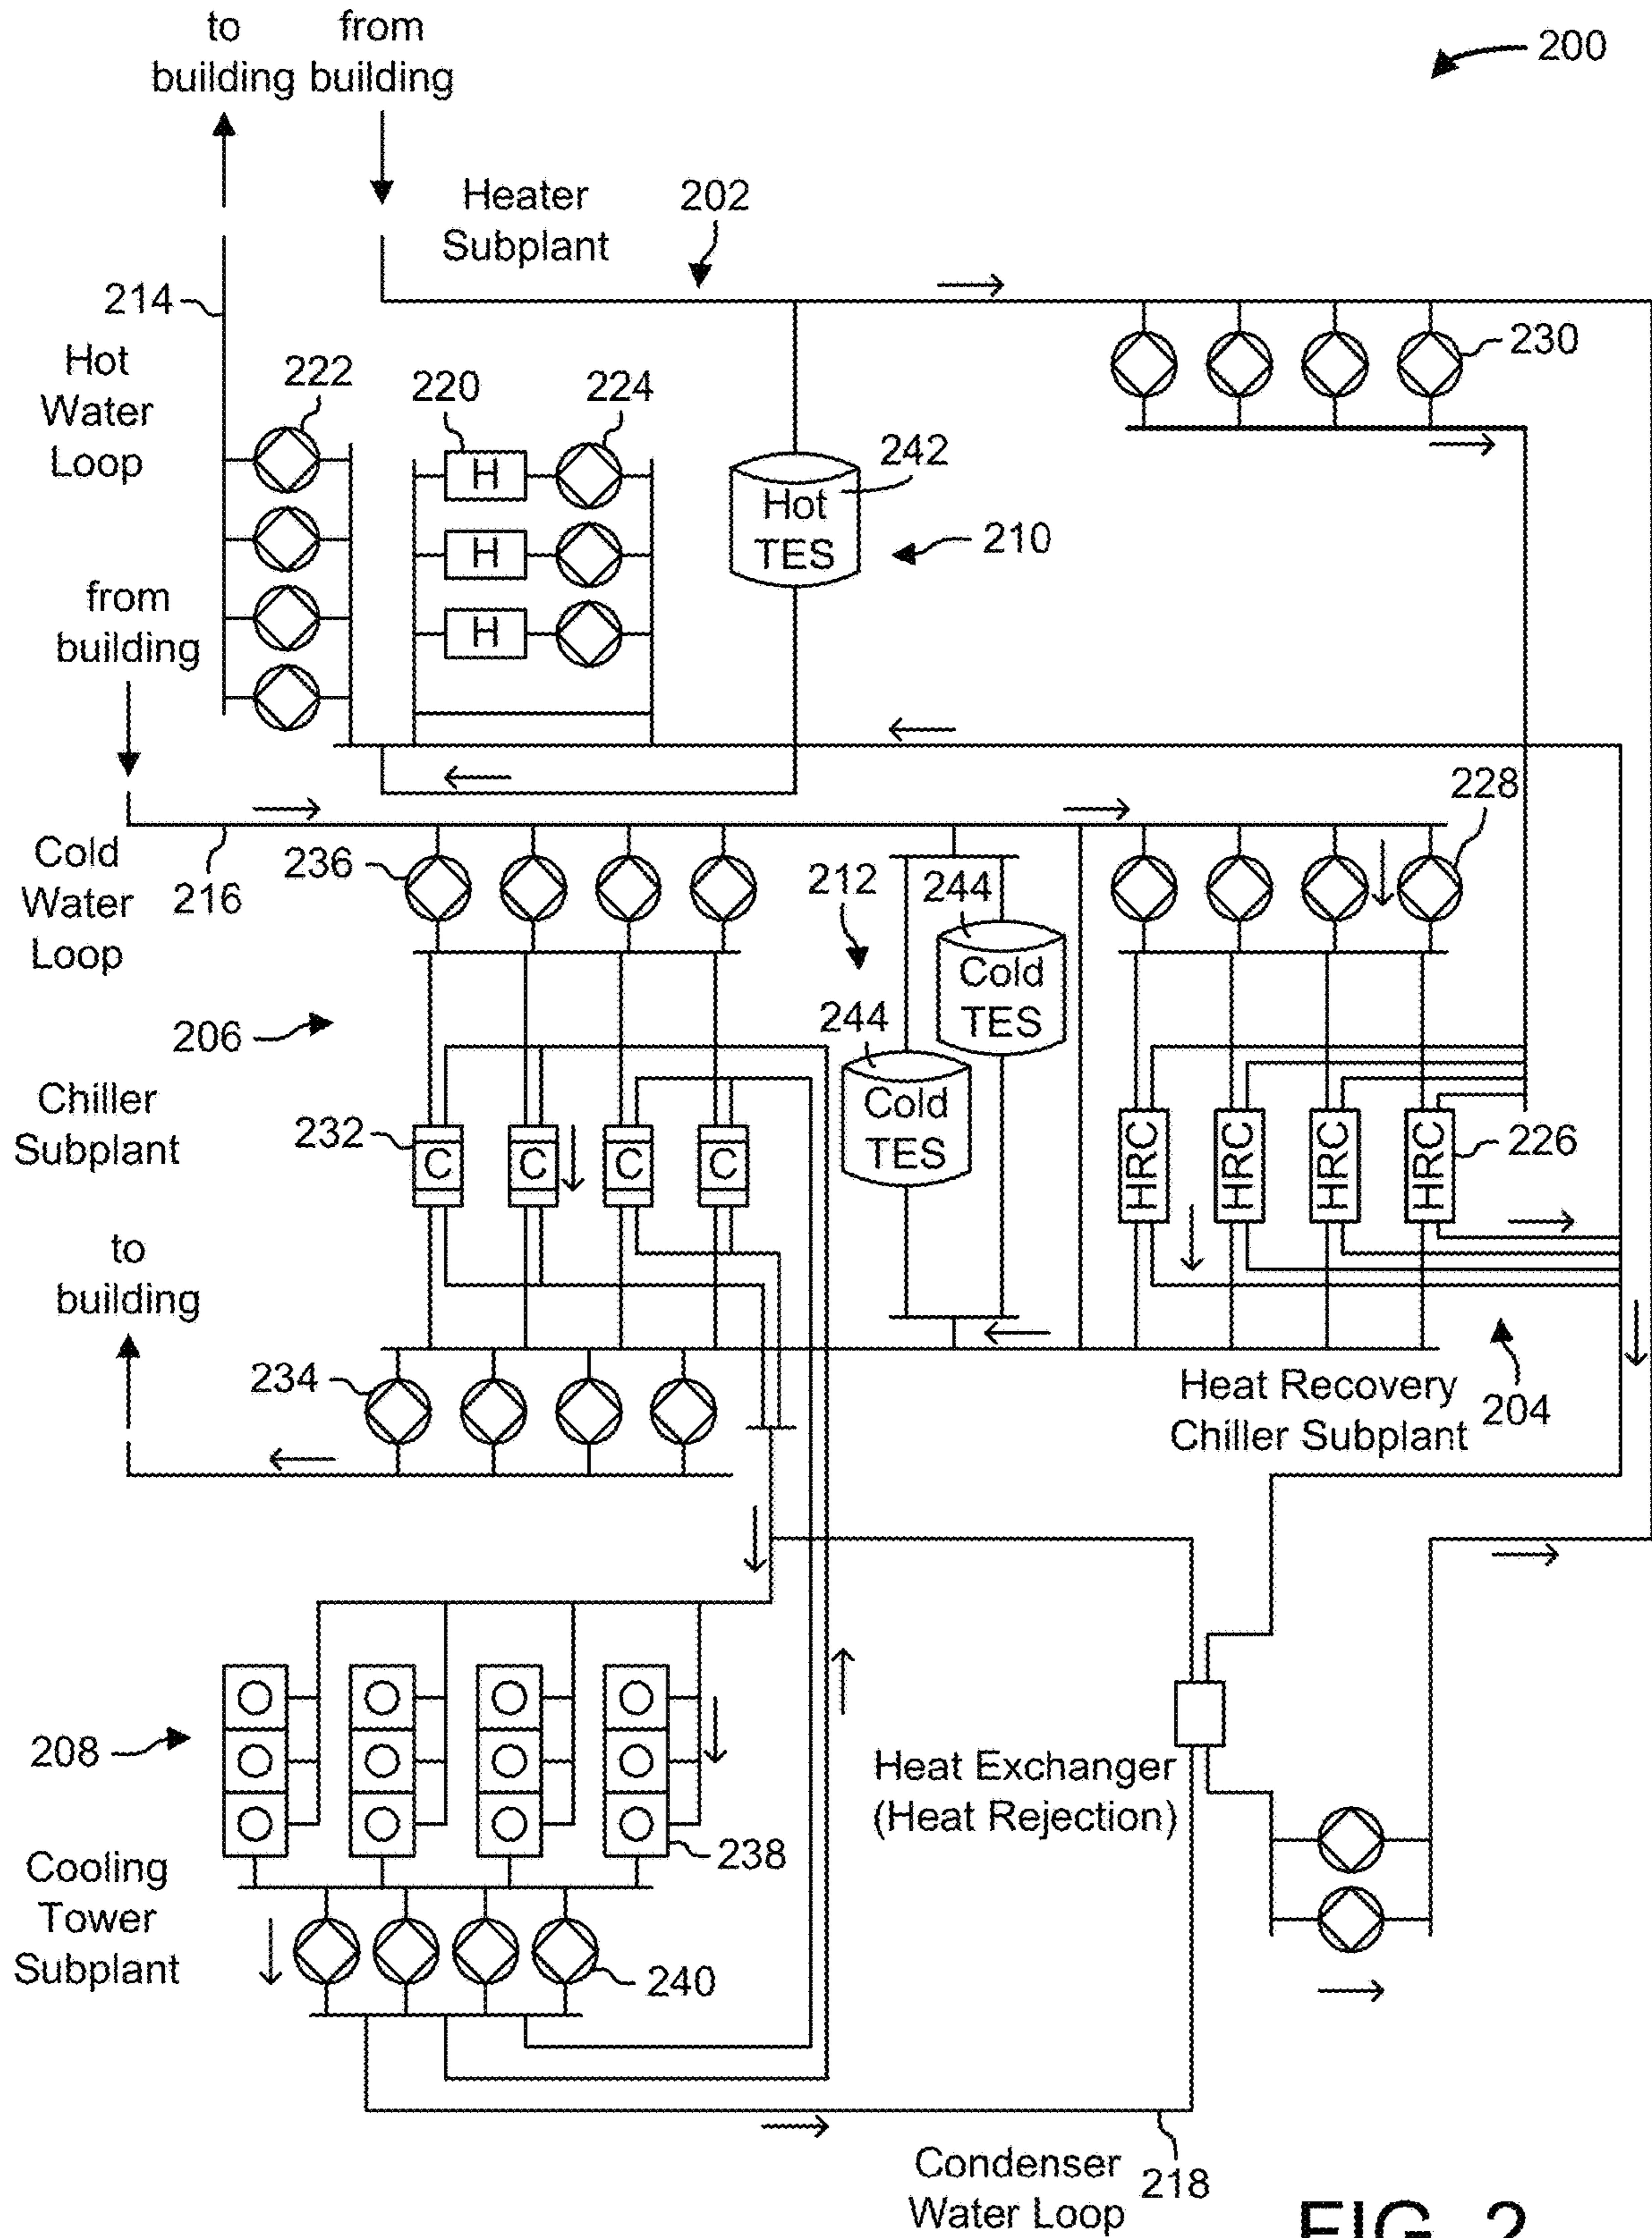 to
building
from
building
200
Heater
Subplant
202
214
Hot
Water
Loop
222
220
224
230
H
H
H
Hot
TES
242
210
from
building
228
Cold
Water
Loop
216
236
212
244
Cold
TES
244
Cold
TES
206
Chiller
Subplant
232
C
C
C
C
HRC
HRC
HRC
HRC
226
to
building
234
Heat Recovery
Chiller Subplant
204
208
Heat Exchanger
(Heat Rejection)
238
Cooling
Tower
Subplant
240
Condenser
Water Loop
218
FIG. 2